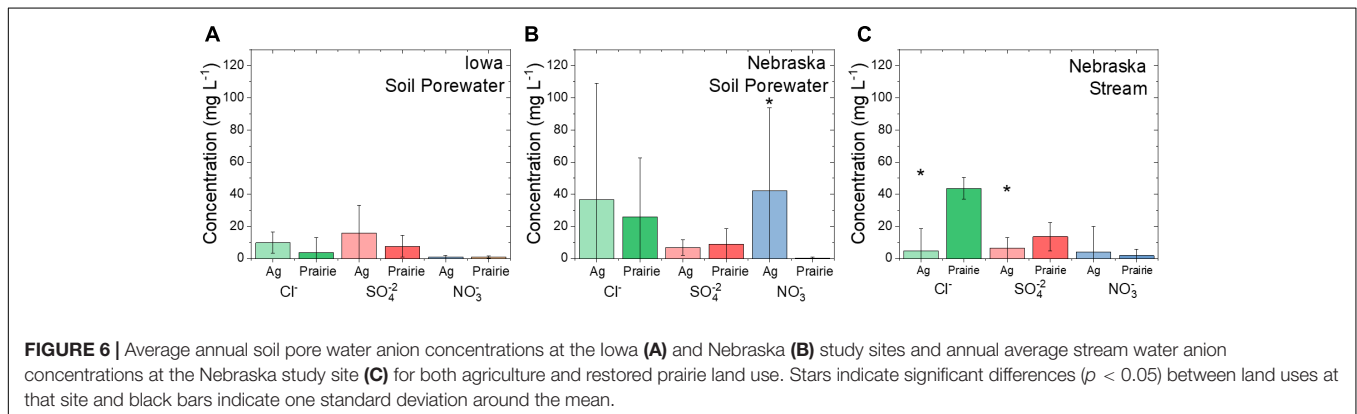 A
Iowa
Soil Porewater
Concentration (mg L-1)
120
100
80
60
40
20
0
Ag Prairie Ag Prairie Ag Prairie
Cl- SO4-2 NO3-
B
Nebraska
Soil Porewater
*
Concentration (mg L-1)
120
100
80
60
40
20
0
Ag Prairie Ag Prairie Ag Prairie
Cl- SO4-2 NO3-
C
Nebraska
Stream
* *
Concentration (mg L-1)
120
100
80
60
40
20
0
Ag Prairie Ag Prairie Ag Prairie
Cl- SO4-2 NO3-
FIGURE 6 | Average annual soil pore water anion concentrations at the Iowa (A) and Nebraska (B) study sites and annual average stream water anion
concentrations at the Nebraska study site (C) for both agriculture and restored prairie land use. Stars indicate significant differences (p < 0.05) between land uses at
that site and black bars indicate one standard deviation around the mean.